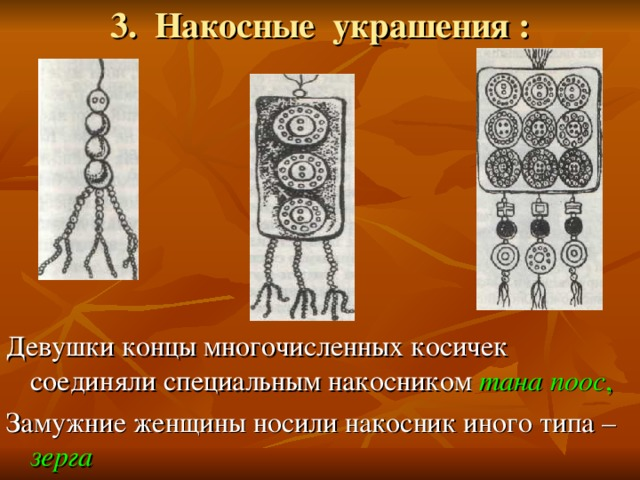 3. Накосные украшения :
Девушки концы многочисленных косичек
соединяли специальным накосником тана поос,
Замужние женщины носили накосник иного типа –
зерга